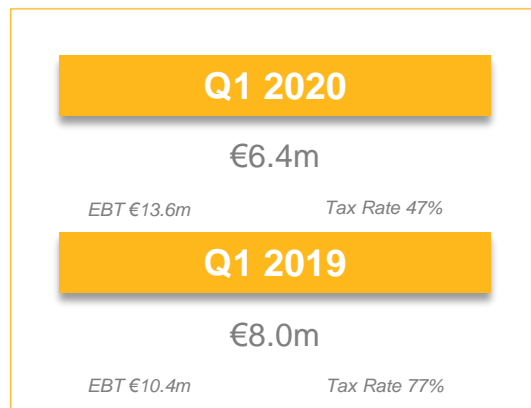 Q1 2020
€6.4m
EBT €13.6m Tax Rate 47%
Q1 2019
€8.0m
EBT €10.4m Tax Rate 77%